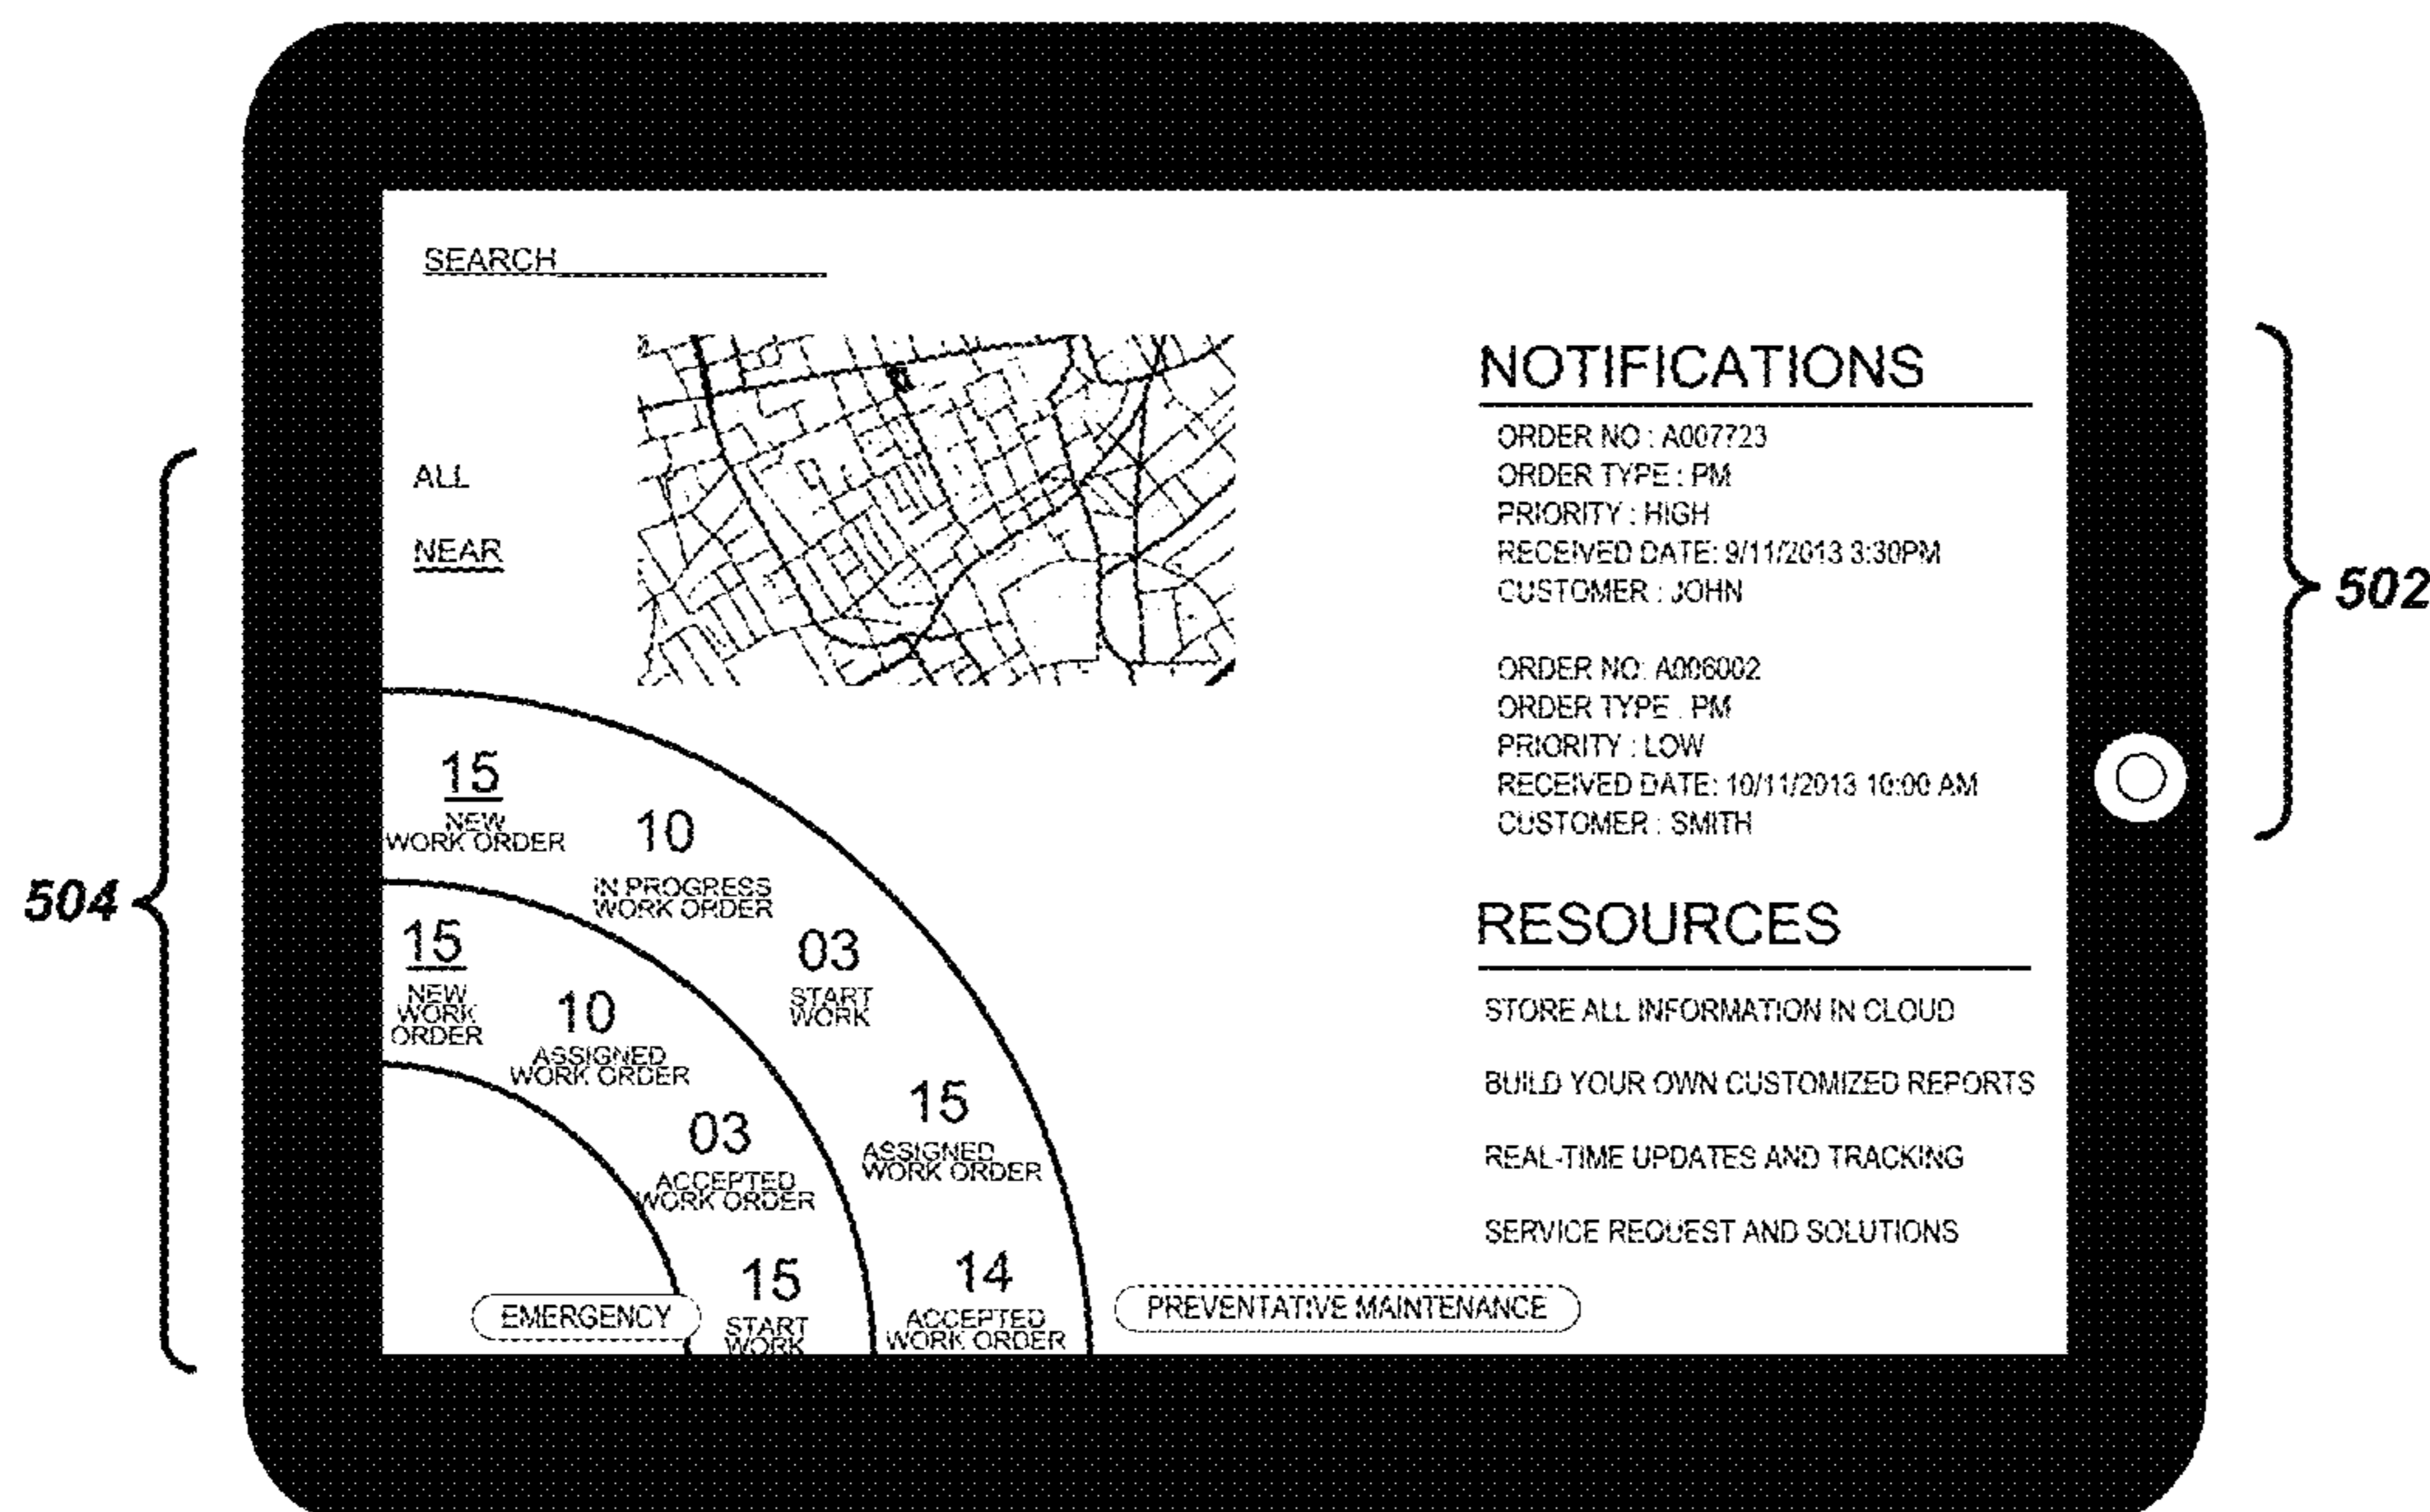 SEARCH
ALL
NEAR
NOTIFICATIONS
ORDER NO : A007723
ORDER TYPE : PM
PRIORITY : HIGH
RECEIVED DATE: 9/11/2013 3:30PM
CUSTOMER : JOHN
ORDER NO: A006002
ORDER TYPE . PM
PRIORITY : LOW
RECEIVED DATE: 10/11/2013 10:00 AM
CUSTOMER : SMITH
502
504
15
NEW
WORK ORDER
10
IN PROGRESS
WORK ORDER
03
START
WORK
15
ASSIGNED
WORK ORDER
14
ACCEPTED
WORK ORDER
15
NEW
WORK
ORDER
10
ASSIGNED
WORK ORDER
03
ACCEPTED
WORK ORDER
15
START
WORK
EMERGENCY
PREVENTATIVE MAINTENANCE
RESOURCES
STORE ALL INFORMATION IN CLOUD
BUILD YOUR OWN CUSTOMIZED REPORTS
REAL-TIME UPDATES AND TRACKING
SERVICE REQUEST AND SOLUTIONS